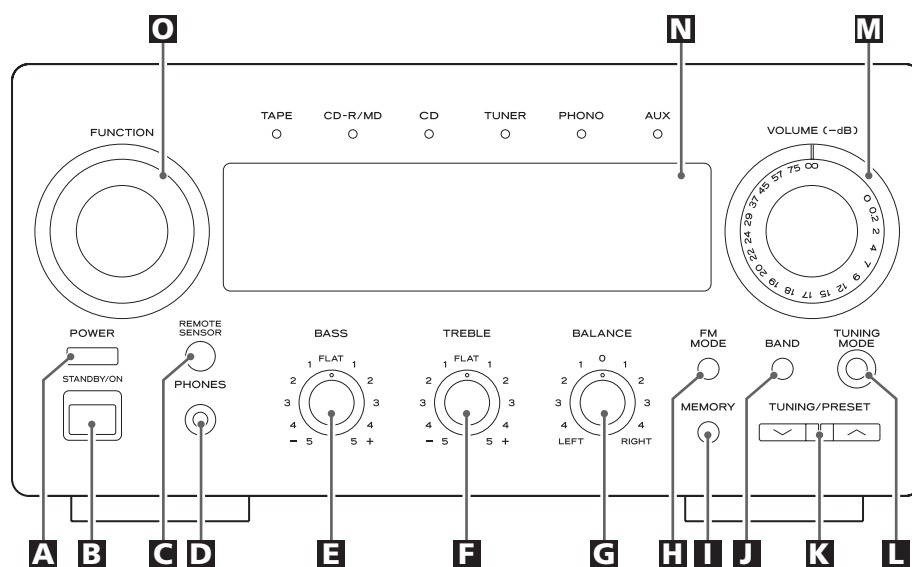 O N M
TAPE CD-R/MD CD TUNER PHONO AUX
FUNCTION
VOLUME (−dB)
∞ 0 0.2 2 4 7 9 12 15 17 18 19 20 22 24 29 37 45 57 75
POWER
REMOTE
SENSOR
BASS
TREBLE
BALANCE
FM
MODE
BAND
TUNING
MODE
STANDBY/ON
PHONES
FLAT
1 1
2 2
3 3
4 4
− 5 5 +
FLAT
1 1
2 2
3 3
4 4
− 5 5 +
0
1 1
2 2
3 3
4 4
LEFT RIGHT
MEMORY
TUNING/PRESET
A B C D E F G H I J K L